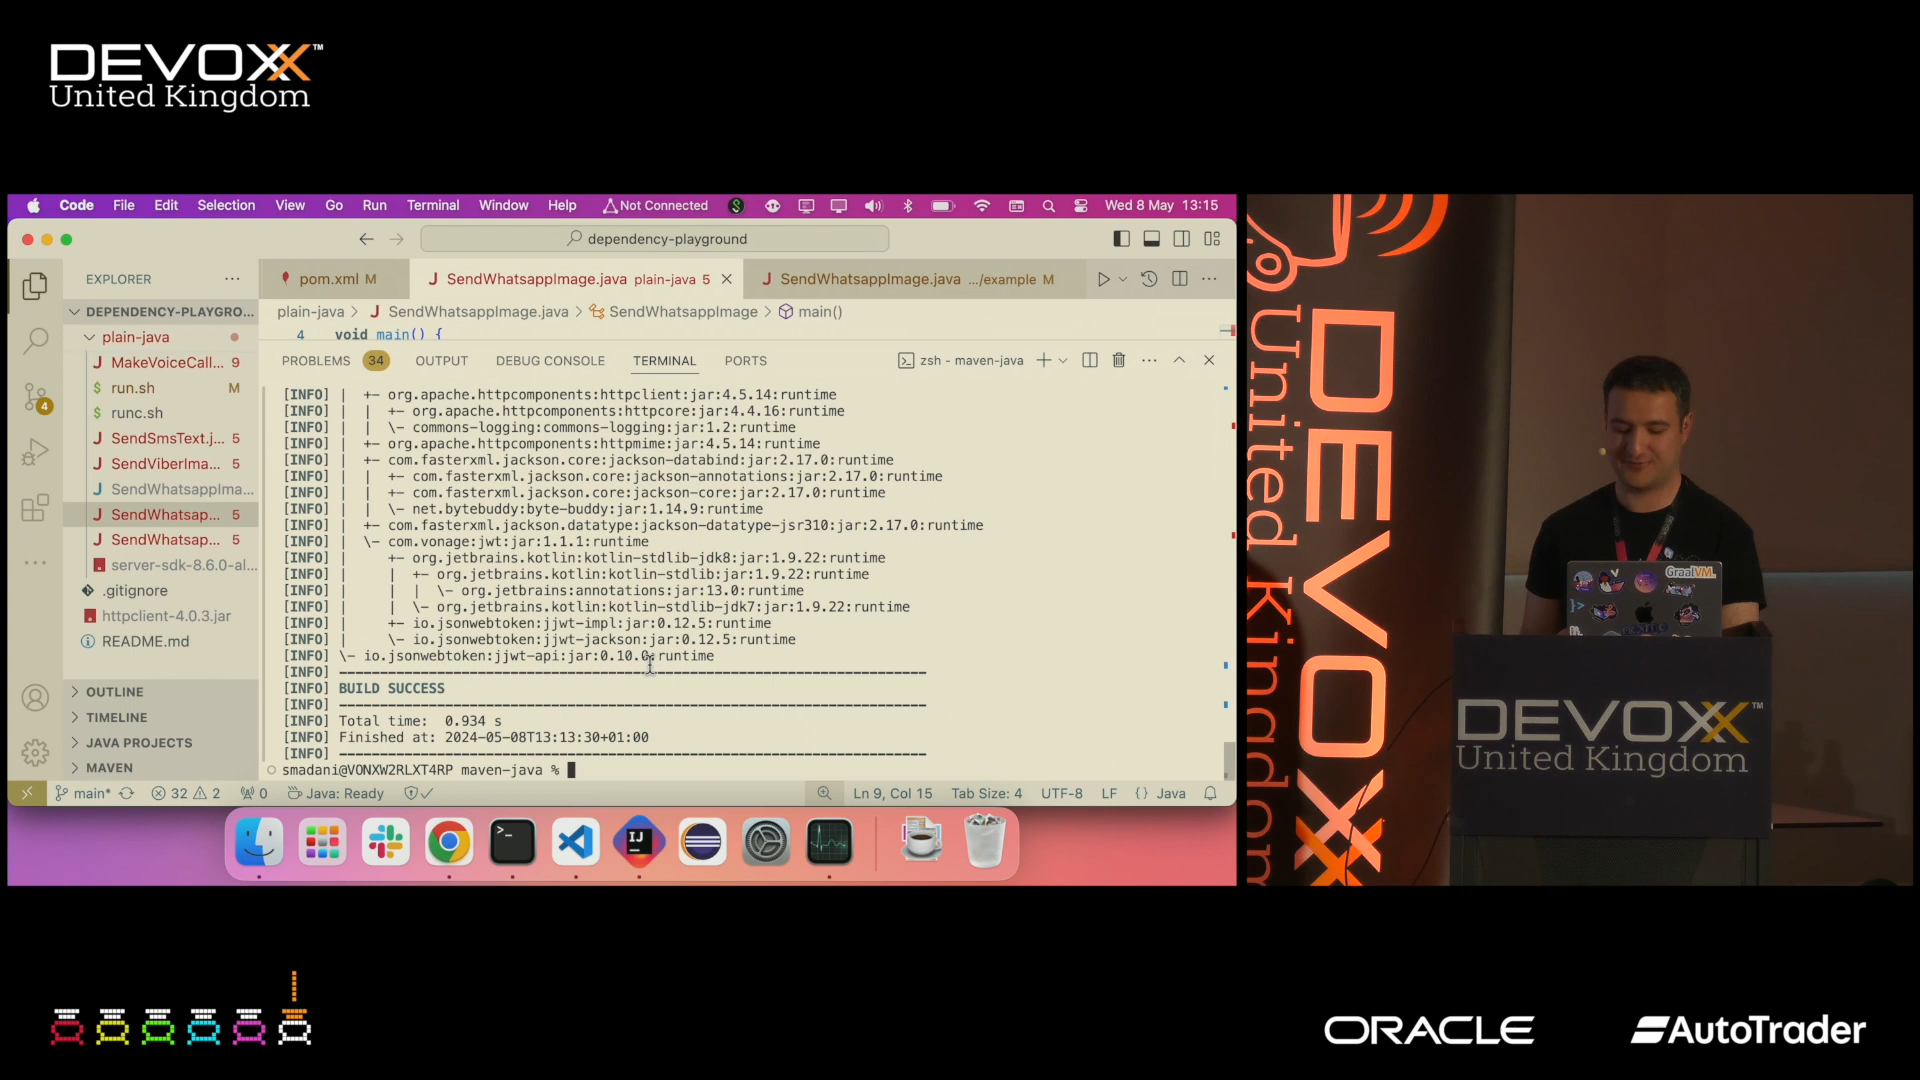 DEVOXX™
United Kingdom
Code File Edit Selection View Go Run Terminal Window Help Not Connected Wed 8 May 13:15
dependency-playground
EXPLORER
pom.xml M
SendWhatsappImage.java plain-java 5
SendWhatsappImage.java .../example M
DEPENDENCY-PLAYGRO...
plain-java
MakeVoiceCall... 9
run.sh M
runc.sh
SendSmsText.j... 5
SendViberIma... 5
SendWhatsappIma...
SendWhatsap... 5
SendWhatsap... 5
server-sdk-8.6.0-al...
.gitignore
httpclient-4.0.3.jar
README.md
OUTLINE
TIMELINE
JAVA PROJECTS
MAVEN
4
plain-java > SendWhatsappImage.java > SendWhatsappImage > main()
4 void main() {
PROBLEMS 34 OUTPUT DEBUG CONSOLE TERMINAL PORTS
zsh - maven-java
[INFO] | +- org.apache.httpcomponents:httpclient:jar:4.5.14:runtime
[INFO] | | +- org.apache.httpcomponents:httpcore:jar:4.4.16:runtime
[INFO] | | \- commons-logging:commons-logging:jar:1.2:runtime
[INFO] | +- org.apache.httpcomponents:httpmime:jar:4.5.14:runtime
[INFO] | +- com.fasterxml.jackson.core:jackson-databind:jar:2.17.0:runtime
[INFO] | | +- com.fasterxml.jackson.core:jackson-annotations:jar:2.17.0:runtime
[INFO] | | +- com.fasterxml.jackson.core:jackson-core:jar:2.17.0:runtime
[INFO] | | \- net.bytebuddy:byte-buddy:jar:1.14.9:runtime
[INFO] | +- com.fasterxml.jackson.datatype:jackson-datatype-jsr310:jar:2.17.0:runtime
[INFO] | \- com.vonage:jwt:jar:1.1.1:runtime
[INFO] | +- org.jetbrains.kotlin:kotlin-stdlib-jdk8:jar:1.9.22:runtime
[INFO] | | +- org.jetbrains.kotlin:kotlin-stdlib:jar:1.9.22:runtime
[INFO] | | | \- org.jetbrains:annotations:jar:13.0:runtime
[INFO] | | \- org.jetbrains.kotlin:kotlin-stdlib-jdk7:jar:1.9.22:runtime
[INFO] | +- io.jsonwebtoken:jjwt-impl:jar:0.12.5:runtime
[INFO] | \- io.jsonwebtoken:jjwt-jackson:jar:0.12.5:runtime
[INFO] \- io.jsonwebtoken:jjwt-api:jar:0.10.0:runtime
[INFO] ------------------------------------------------------------------------
[INFO] BUILD SUCCESS
[INFO] ------------------------------------------------------------------------
[INFO] Total time: 0.934 s
[INFO] Finished at: 2024-05-08T13:13:30+01:00
[INFO] ------------------------------------------------------------------------
smadani@VONXW2RLXT4RP maven-java %
main* 32 2 0 Java: Ready Ln 9, Col 15 Tab Size: 4 UTF-8 LF {} Java
IJ
DEVOXX
United Kingdom
GraalVM
DEVOXX™
United Kingdom
ORACLE
AutoTrader